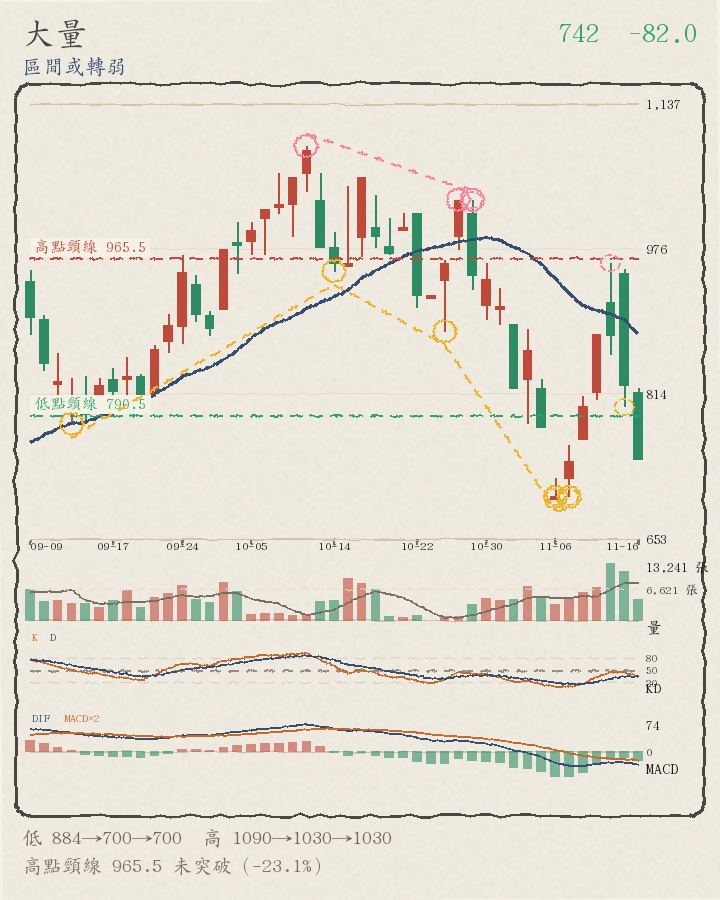 大量
742 -82.0
區間或轉弱
1,137
高點頸線 965.5
976
814
低點頸線 790.5
653
09-09 09-17 09-24 10-05 10-14 10-22 10-30 11-06 11-16
13,241 張
6,621 張
量
K D
80
50
20
KD
DIF MACD×2
74
0
MACD
低 884→700→700 高 1090→1030→1030
高點頸線 965.5 未突破 (-23.1%)